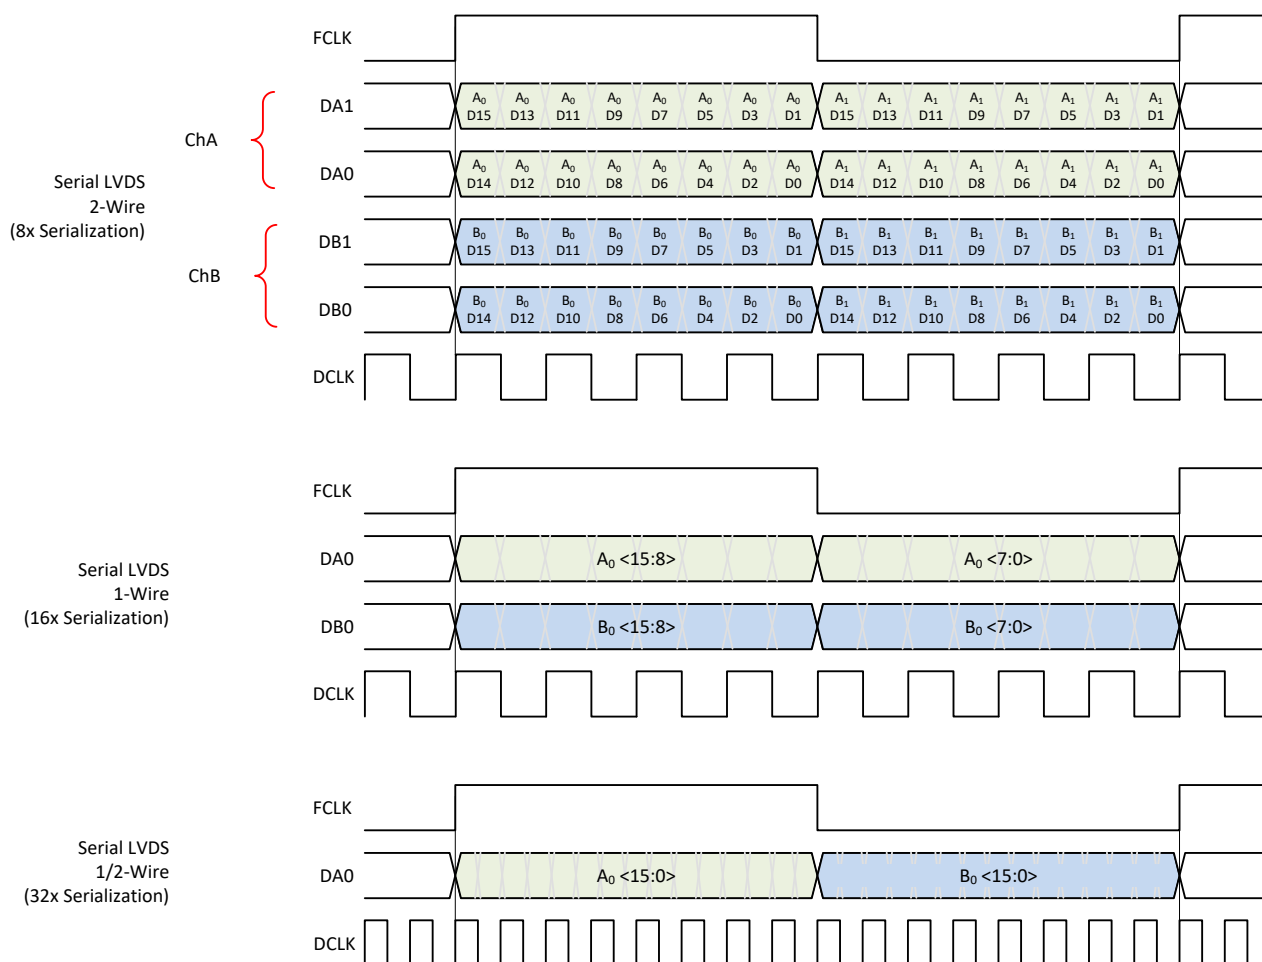 FCLK
DA1
A0 A0 A0 A0 A0 A0 A0 A0 A1 A1 A1 A1 A1 A1 A1 A1
D15 D13 D11 D9 D7 D5 D3 D1 D15 D13 D11 D9 D7 D5 D3 D1
ChA
DA0
A0 A0 A0 A0 A0 A0 A0 A0 A1 A1 A1 A1 A1 A1 A1 A1
D14 D12 D10 D8 D6 D4 D2 D0 D14 D12 D10 D8 D6 D4 D2 D0
Serial LVDS
2-Wire
(8x Serialization)
DB1
B0 B0 B0 B0 B0 B0 B0 B0 B1 B1 B1 B1 B1 B1 B1 B1
D15 D13 D11 D9 D7 D5 D3 D1 D15 D13 D11 D9 D7 D5 D3 D1
ChB
DB0
B0 B0 B0 B0 B0 B0 B0 B0 B1 B1 B1 B1 B1 B1 B1 B1
D14 D12 D10 D8 D6 D4 D2 D0 D14 D12 D10 D8 D6 D4 D2 D0
DCLK
FCLK
Serial LVDS
1-Wire
(16x Serialization)
DA0 A0 <15:8> A0 <7:0>
DB0 B0 <15:8> B0 <7:0>
DCLK
FCLK
Serial LVDS
1/2-Wire
(32x Serialization)
DA0 A0 <15:0> B0 <15:0>
DCLK